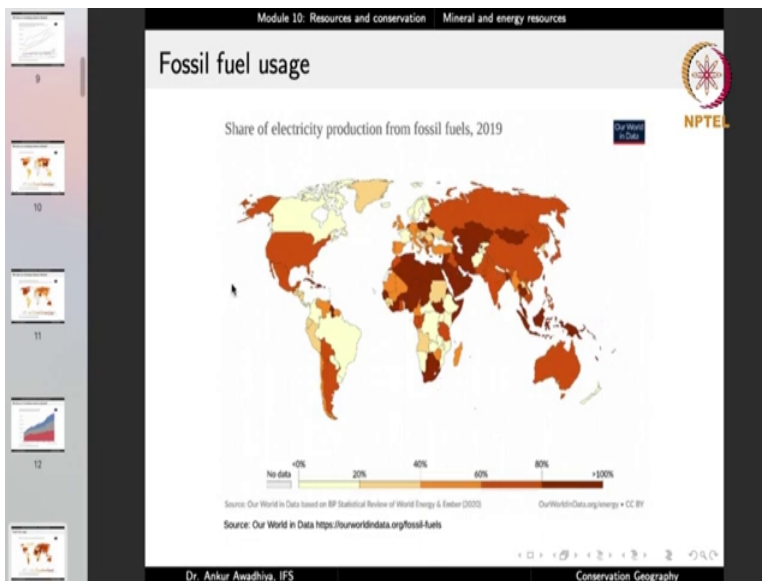 Module 10: Resources and conservation Mineral and energy resources
Fossil fuel usage
NPTEL
Share of electricity production from fossil fuels, 2019
Our World
in Data
No data
<0%
20%
40%
60%
80%
>100%
Source: Our World in Data based on BP Statistical Review of World Energy & Ember (2020)
OurWorldInData.org/energy • CC BY
Source: Our World in Data https://ourworldindata.org/fossil-fuels
Dr. Ankur Awadhiya, IFS
Conservation Geography
9
10
11
12